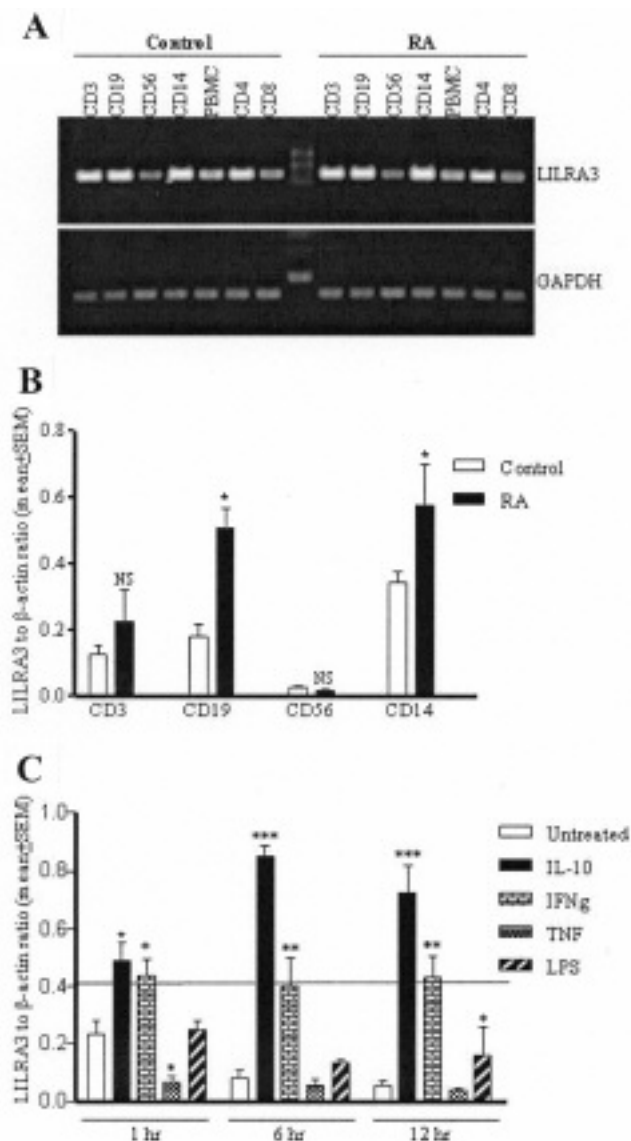 A
Control RA
CD3 CD19 CD56 CD14 PBMC CD4 CD8 CD3 CD19 CD56 CD14 PBMC CD4 CD8
LILRA3
GAPDH
B
LILRA3 to β-actin ratio (mean±SEM)
0.8
0.6
0.4
0.2
0.0
NS * NS *
Control
RA
CD3 CD19 CD56 CD14
C
LILRA3 to β-actin ratio (mean±SEM)
1.0
0.8
0.6
0.4
0.2
0.0
* * * *** ** *** ** *
Untreated
IL-10
IFNg
TNF
LPS
1 hr 6 hr 12 hr